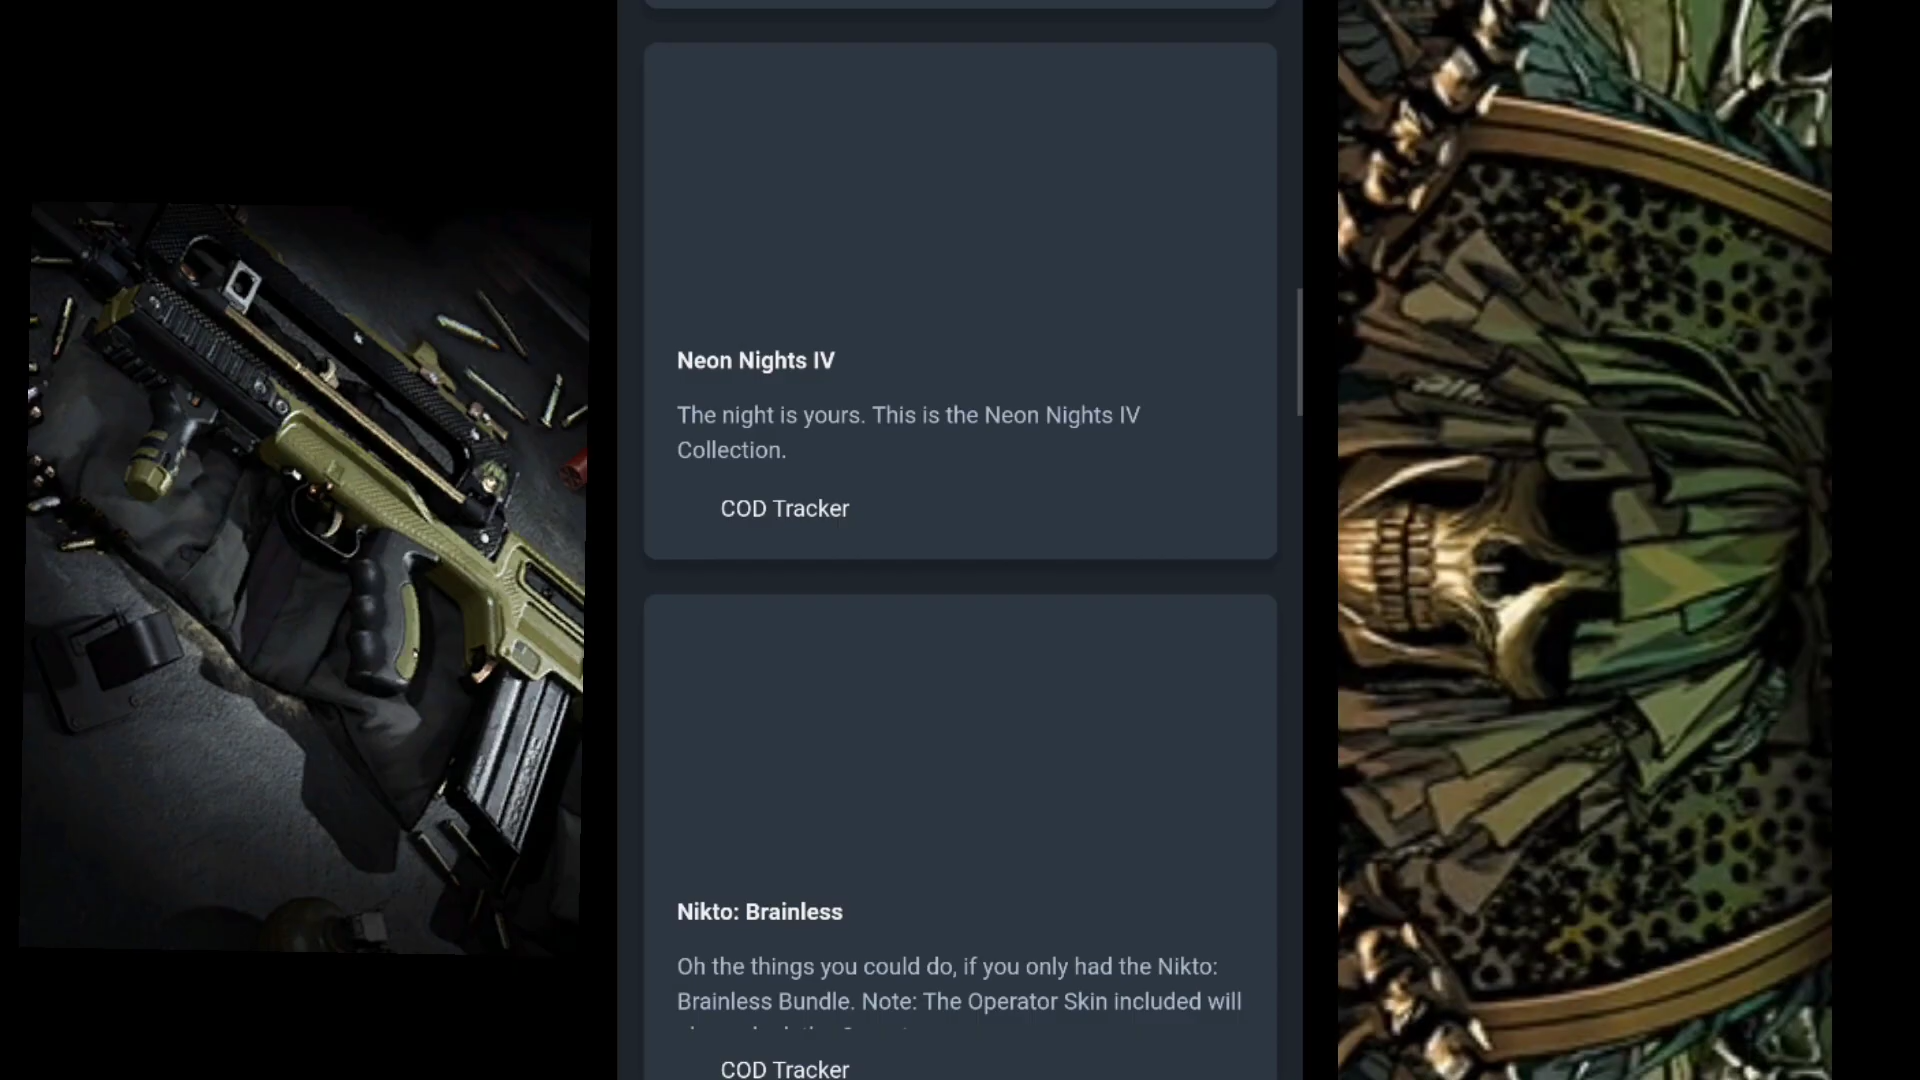 Neon Nights IV
The night is yours. This is the Neon Nights IV
Collection.
COD Tracker
Nikto: Brainless
Oh the things you could do, if you only had the Nikto:
Brainless Bundle. Note: The Operator Skin included will
COD Tracker